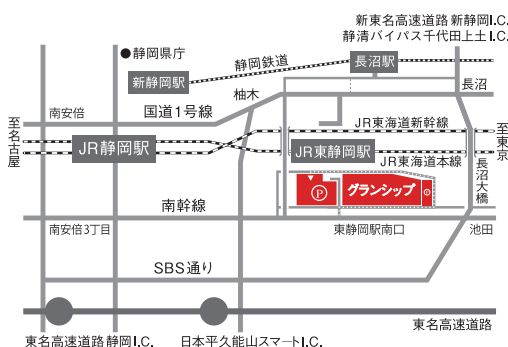 新東名高速道路 新静岡I.C.
静清バイパス千代田上土I.C.
●静岡県庁
静岡鉄道
長沼駅
新静岡駅
柚木
長沼
南安倍
国道1号線
JR東海道新幹線
至名古屋
JR静岡駅
JR東静岡駅
至東京
JR東海道本線
長沼大橋
P
グランシップ
南幹線
南安倍3丁目
東静岡駅南口
池田
SBS通り
東名高速道路
東名高速道路 静岡I.C.
日本平久能山スマートI.C.